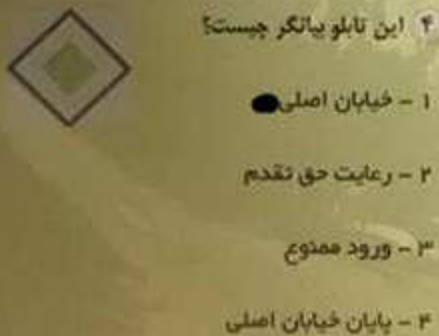 ۴ این تابلو بیانگر چیست؟
۱ - خیابان اصلی
۲ - رعایت حق تقدم
۳ - ورود ممنوع
۴ - پایان خیابان اصلی